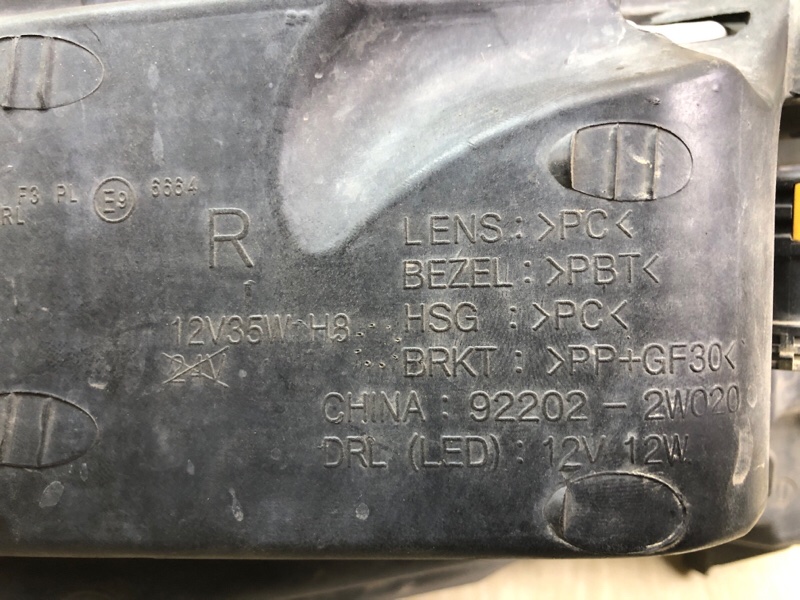 F3 PL E9 6664
RL
R
12V35W H8
24V
LENS : >PC<
BEZEL : >PBT<
HSG : >PC<
BRKT : >PP+GF30<
CHINA : 92202 - 2W020
DRL (LED) : 12V 12W